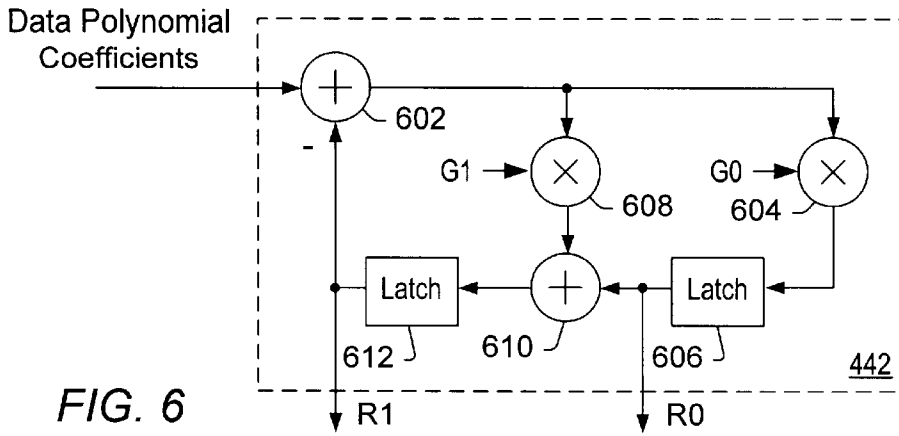 Data Polynomial
Coefficients
+
602
-
G1
×
608
G0
×
604
Latch
612
+
610
Latch
606
442
FIG. 6
R1
R0